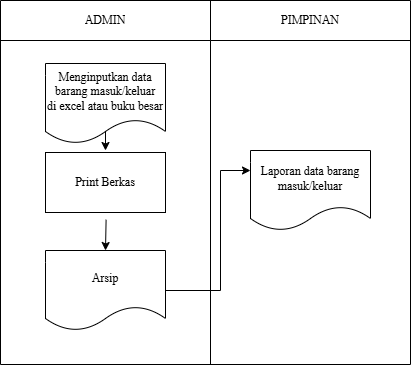 ADMIN
PIMPINAN
Menginputkan data
barang masuk/keluar
di excel atau buku besar
Print Berkas
Arsip
Laporan data barang
masuk/keluar